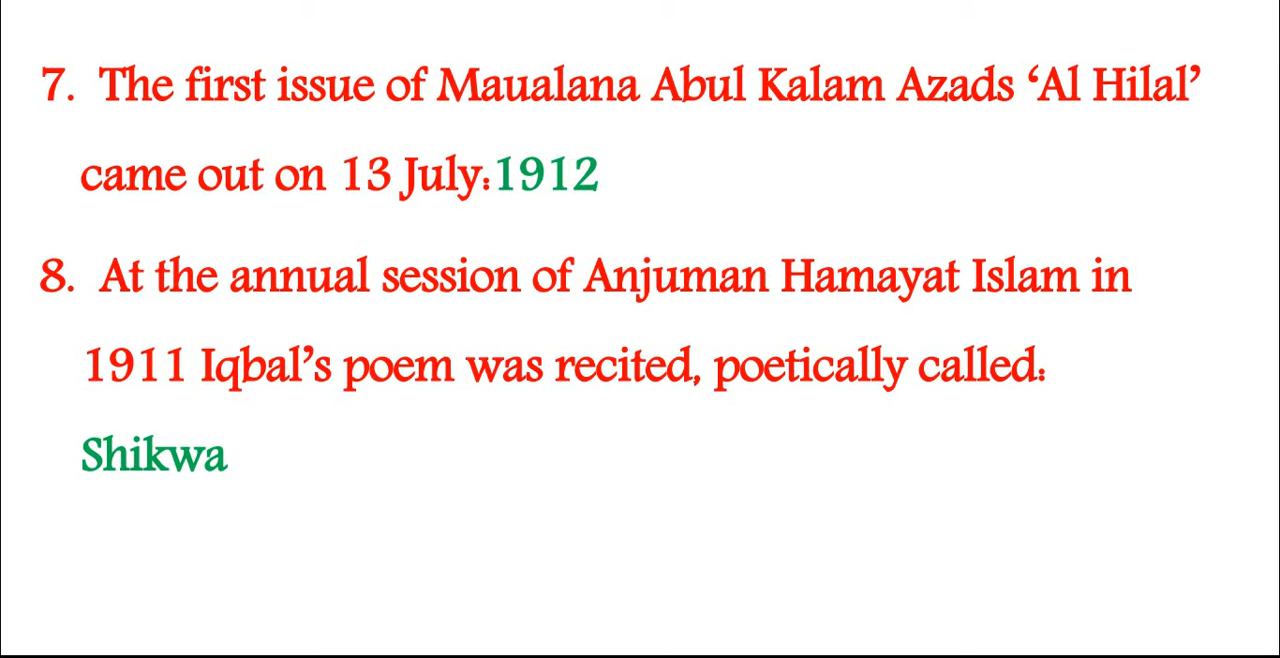 7. The first issue of Maualana Abul Kalam Azads ‘Al Hilal’
came out on 13 July:1912
8. At the annual session of Anjuman Hamayat Islam in
1911 Iqbal’s poem was recited, poetically called:
Shikwa